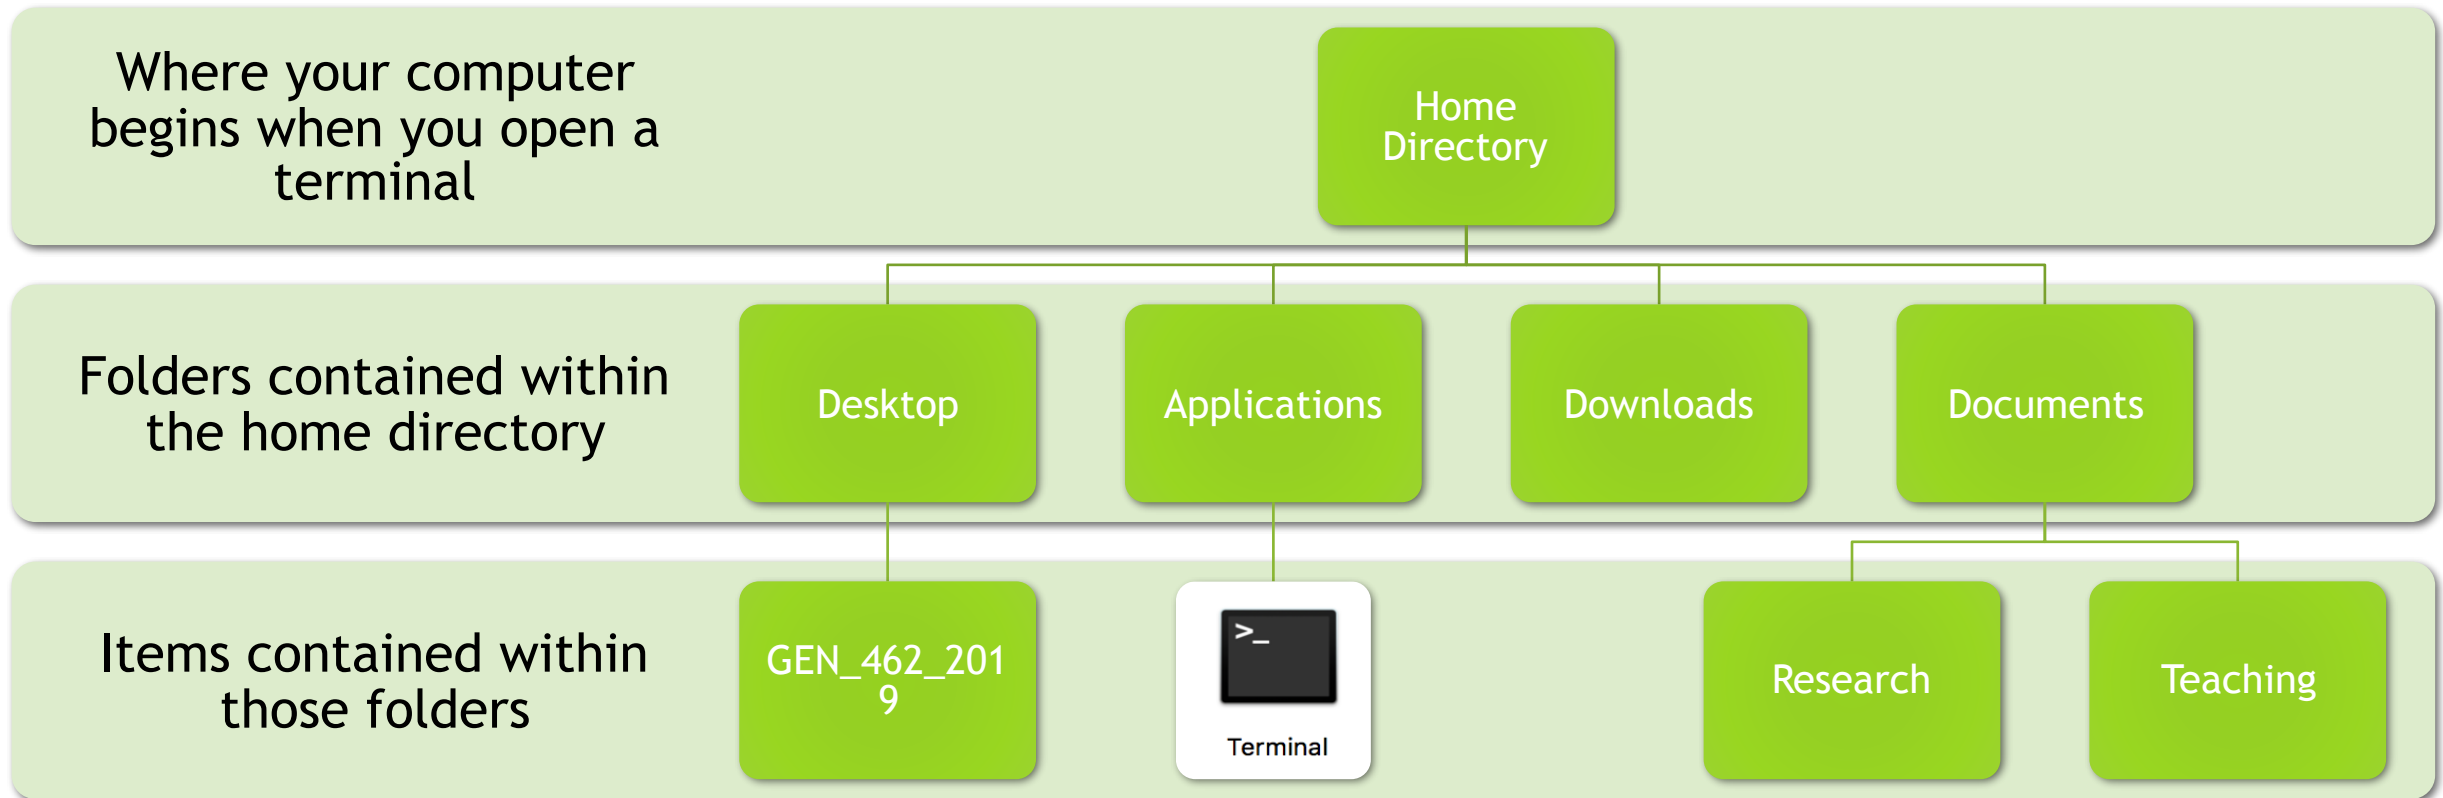 Where your computer
begins when you open a
terminal
Home
Directory
Folders contained within
the home directory
Desktop
Applications
Downloads
Documents
Items contained within
those folders
GEN_462_201
9
>_
Terminal
Research
Teaching